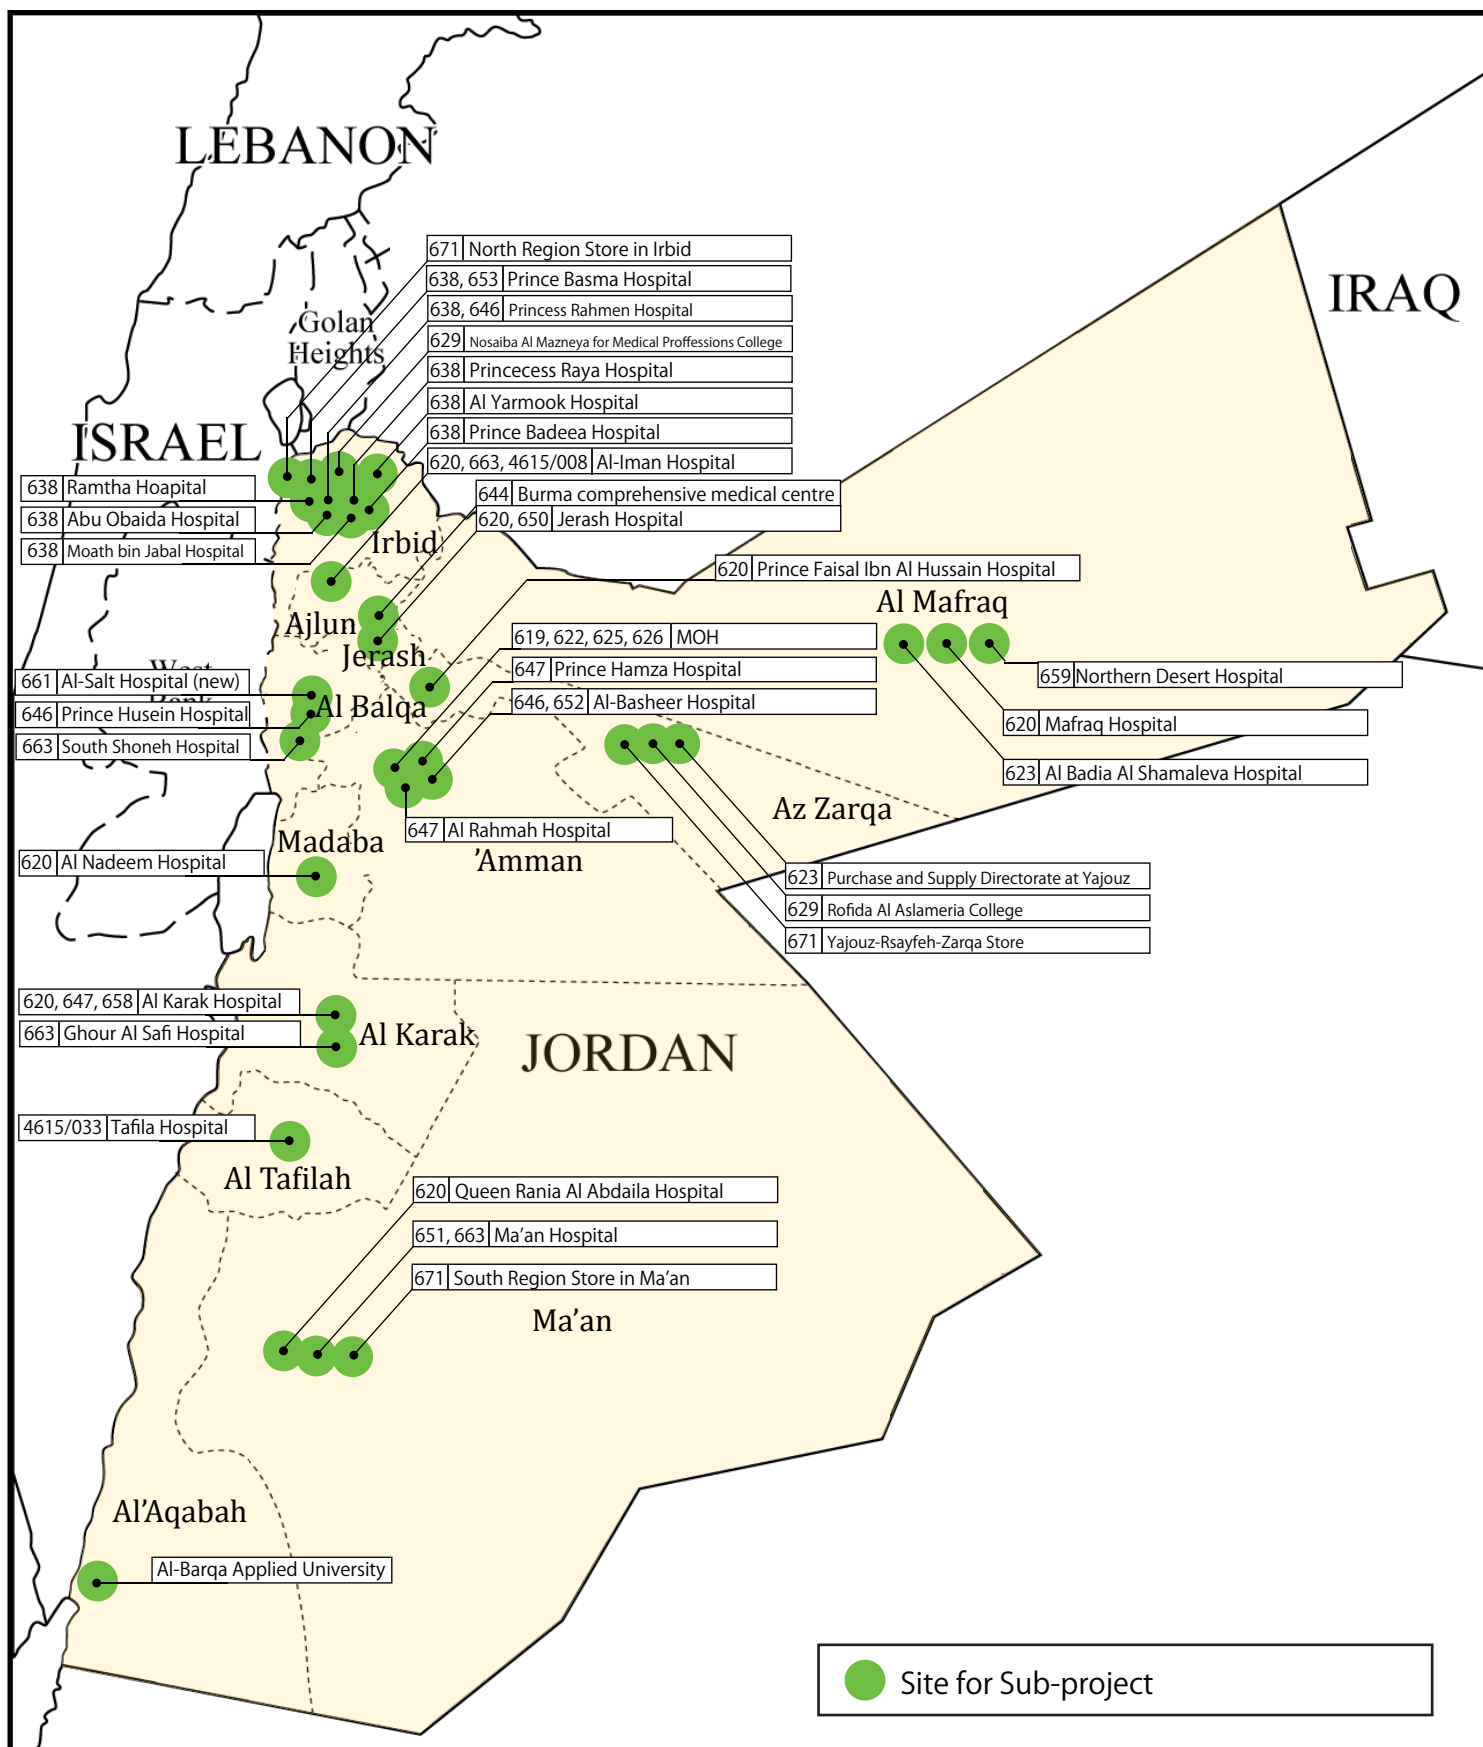 LEBANON
671 North Region Store in Irbid
638, 653 Prince Basma Hospital
638, 646 Princess Rahmen Hospital
629 Nosaiba Al Mazneya for Medical Proffessions College
638 Princecess Raya Hospital
638 Al Yarmook Hospital
638 Prince Badeea Hospital
620, 663, 4615/008 Al-Iman Hospital
644 Burma comprehensive medical centre
620, 650 Jerash Hospital
IRAQ
Golan
Heights
ISRAEL
638 Ramtha Hoapital
638 Abu Obaida Hospital
638 Moath bin Jabal Hospital
Irbid
620 Prince Faisal Ibn Al Hussain Hospital
Al Mafraq
Ajlun
Jerash
619, 622, 625, 626 MOH
647 Prince Hamza Hospital
646, 652 Al-Basheer Hospital
659 Northern Desert Hospital
620 Mafraq Hospital
623 Al Badia Al Shamaleva Hospital
West
Bank
661 Al-Salt Hospital (new)
646 Prince Husein Hospital
663 South Shoneh Hospital
Al Balqa
Az Zarqa
647 Al Rahmah Hospital
Madaba
’Amman
620 Al Nadeem Hospital
623 Purchase and Supply Directorate at Yajouz
629 Rofida Al Aslameria College
671 Yajouz-Rsayfeh-Zarqa Store
620, 647, 658 Al Karak Hospital
663 Ghour Al Safi Hospital
Al Karak
JORDAN
4615/033 Tafila Hospital
Al Tafilah
620 Queen Rania Al Abdaila Hospital
651, 663 Ma’an Hospital
671 South Region Store in Ma’an
Ma’an
Al’Aqabah
Al-Barqa Applied University
Site for Sub-project